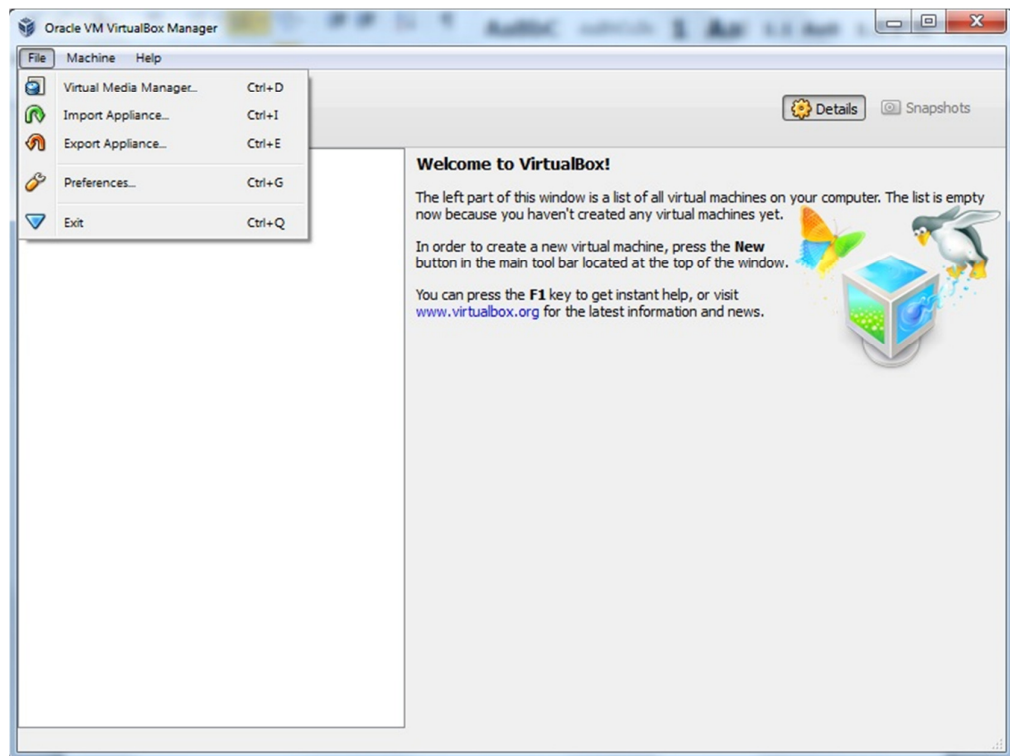 Oracle VM VirtualBox Manager
File Machine Help
Virtual Media Manager... Ctrl+D
Import Appliance... Ctrl+I
Export Appliance... Ctrl+E
Preferences... Ctrl+G
Exit Ctrl+Q
Details Snapshots
Welcome to VirtualBox!
The left part of this window is a list of all virtual machines on your computer. The list is empty
now because you haven't created any virtual machines yet.
In order to create a new virtual machine, press the New
button in the main tool bar located at the top of the window.
You can press the F1 key to get instant help, or visit
www.virtualbox.org for the latest information and news.